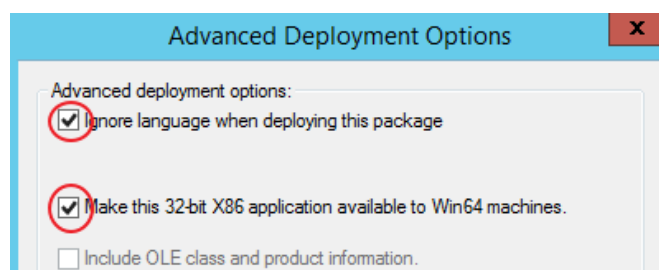 Advanced Deployment Options
x
Advanced deployment options:
Ignore language when deploying this package
Make this 32-bit X86 application available to Win64 machines.
Include OLE class and product information.